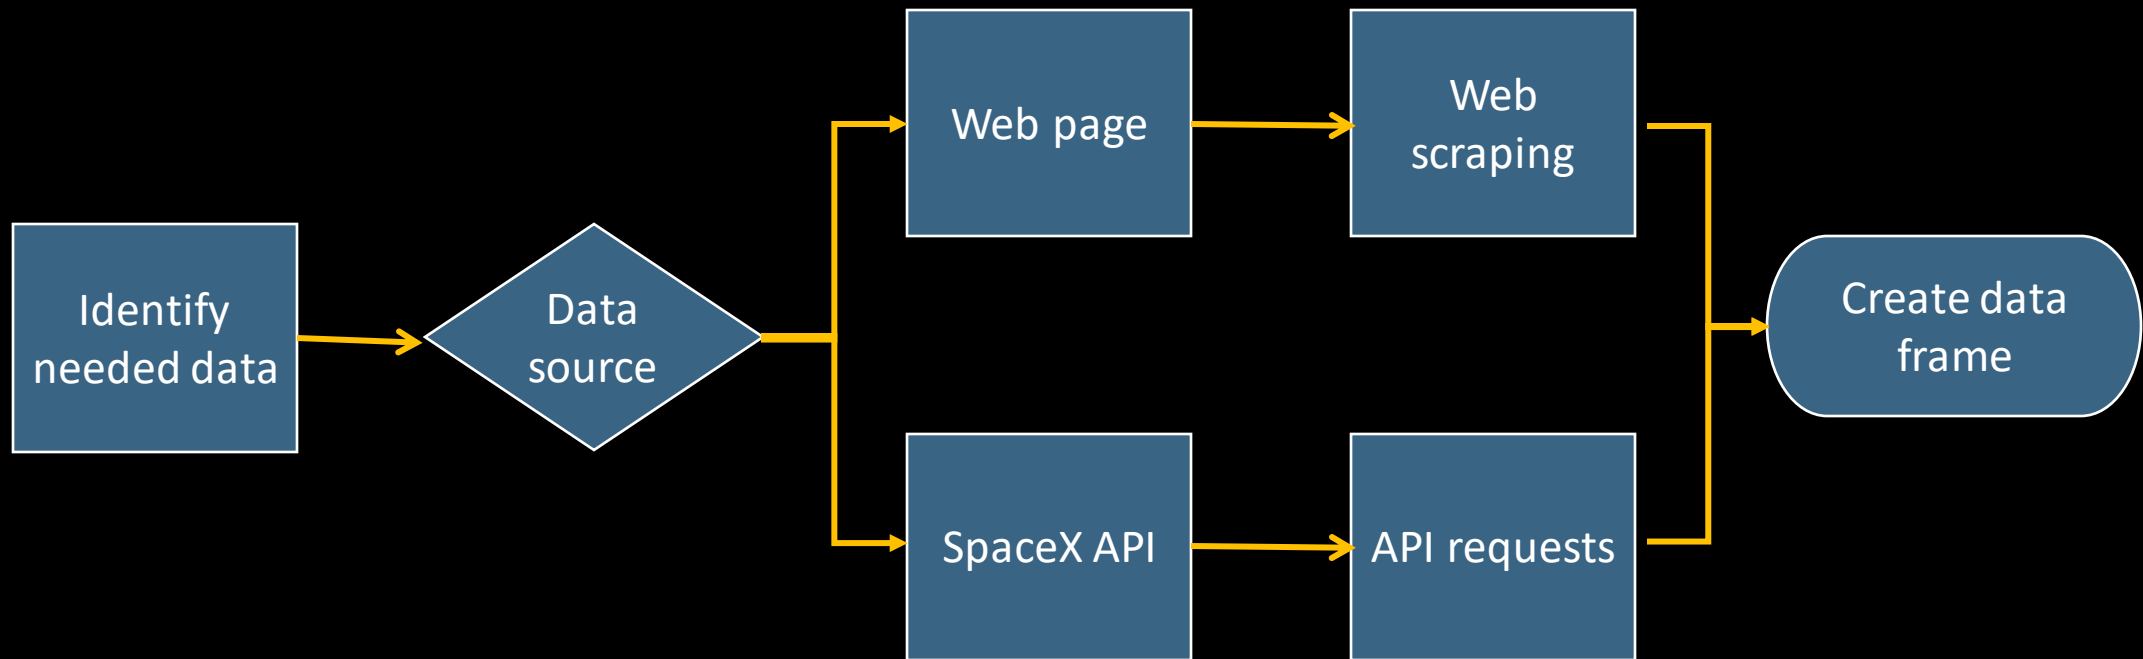 Identify
needed data
Data
source
Web page
Web
scraping
SpaceX API
API requests
Create data
frame